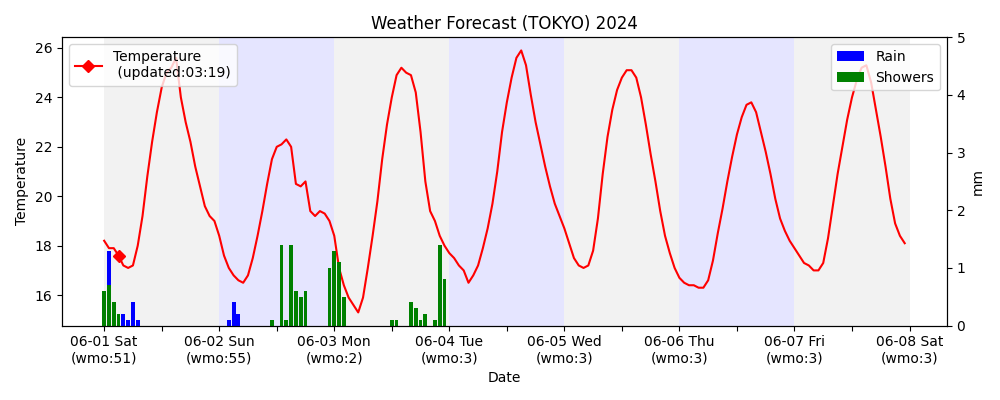 Weather Forecast (TOKYO) 2024
Temperature
(updated:03:19)
Rain
Showers
26
24
22
20
18
16
Temperature
5
4
3
2
1
0
mm
06-01 Sat
(wmo:51)
06-02 Sun
(wmo:55)
06-03 Mon
(wmo:2)
06-04 Tue
(wmo:3)
06-05 Wed
(wmo:3)
06-06 Thu
(wmo:3)
06-07 Fri
(wmo:3)
06-08 Sat
(wmo:3)
Date